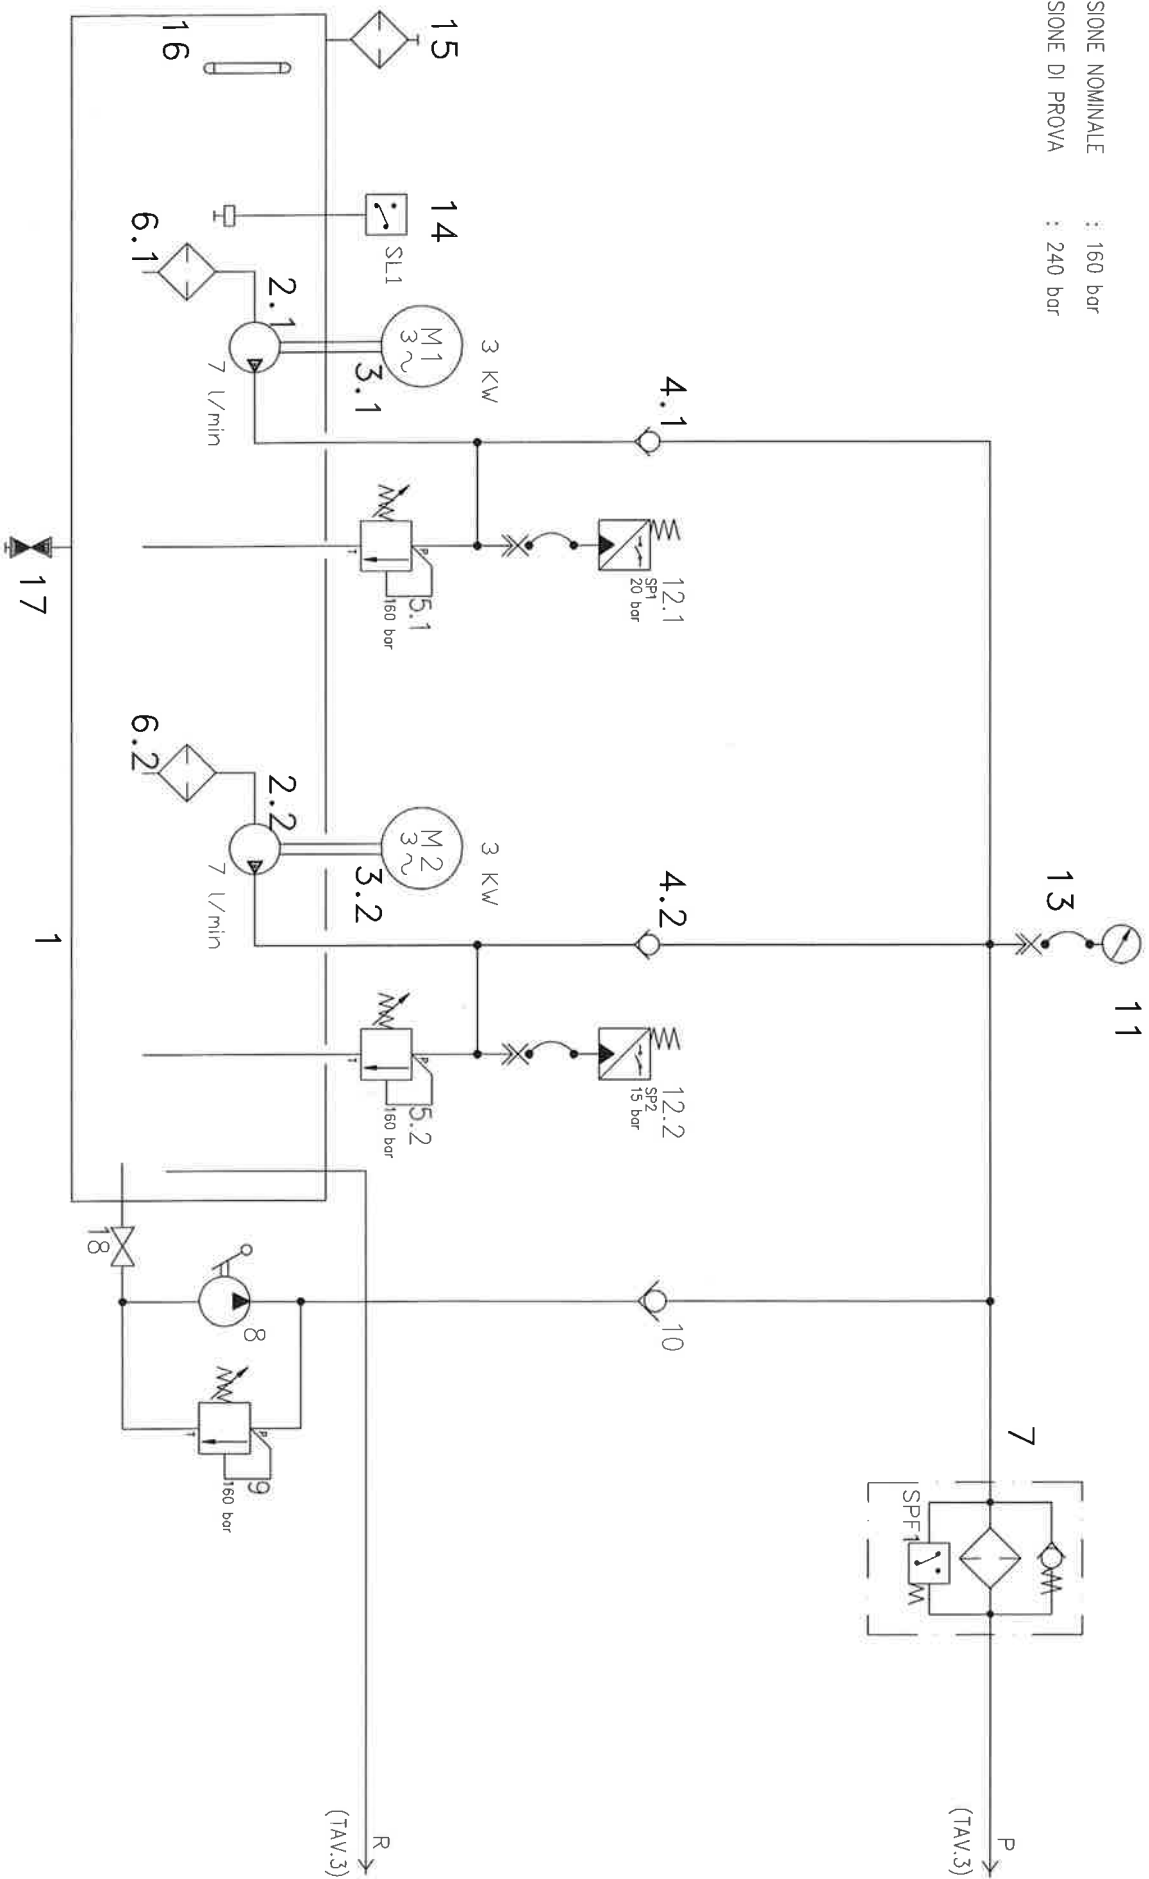 SIONE NOMINALE : 160 bar
SIONE DI PROVA : 240 bar
11
13
7
SPF1
P
(TAV.3)
4.1
4.2
10
12.1
SP1
20 bar
12.2
SP2
15 bar
15
14
SL1
3 KW
M1
3 ~
3.1
5.1
160 bar
P
T
3 KW
M2
3 ~
3.2
5.2
160 bar
P
T
R
(TAV.3)
16
6.1
2.1
7 l/min
6.2
2.2
7 l/min
8
9
160 bar
P
T
18
17
1